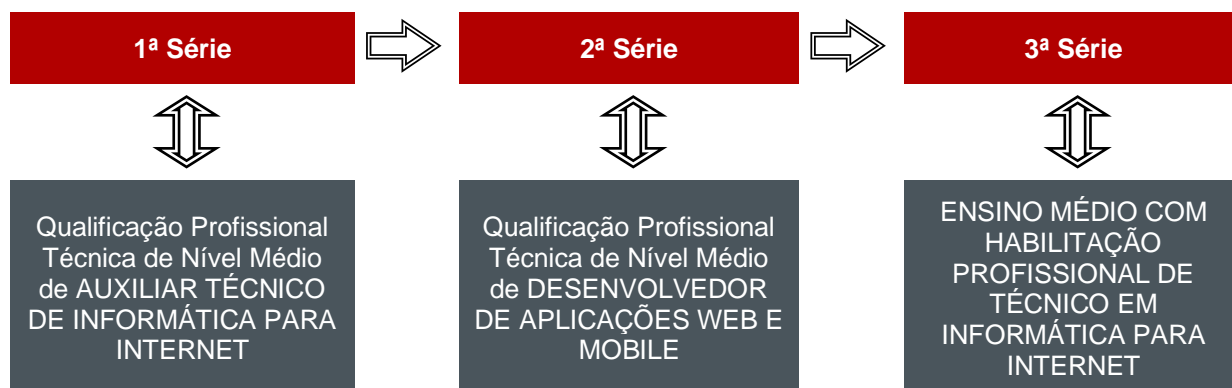 1ª Série
2ª Série
3ª Série
Qualificação Profissional
Técnica de Nível Médio
de AUXILIAR TÉCNICO
DE INFORMÁTICA PARA
INTERNET
Qualificação Profissional
Técnica de Nível Médio
de DESENVOLVEDOR
DE APLICAÇÕES WEB E
MOBILE
ENSINO MÉDIO COM
HABILITAÇÃO
PROFISSIONAL DE
TÉCNICO EM
INFORMÁTICA PARA
INTERNET